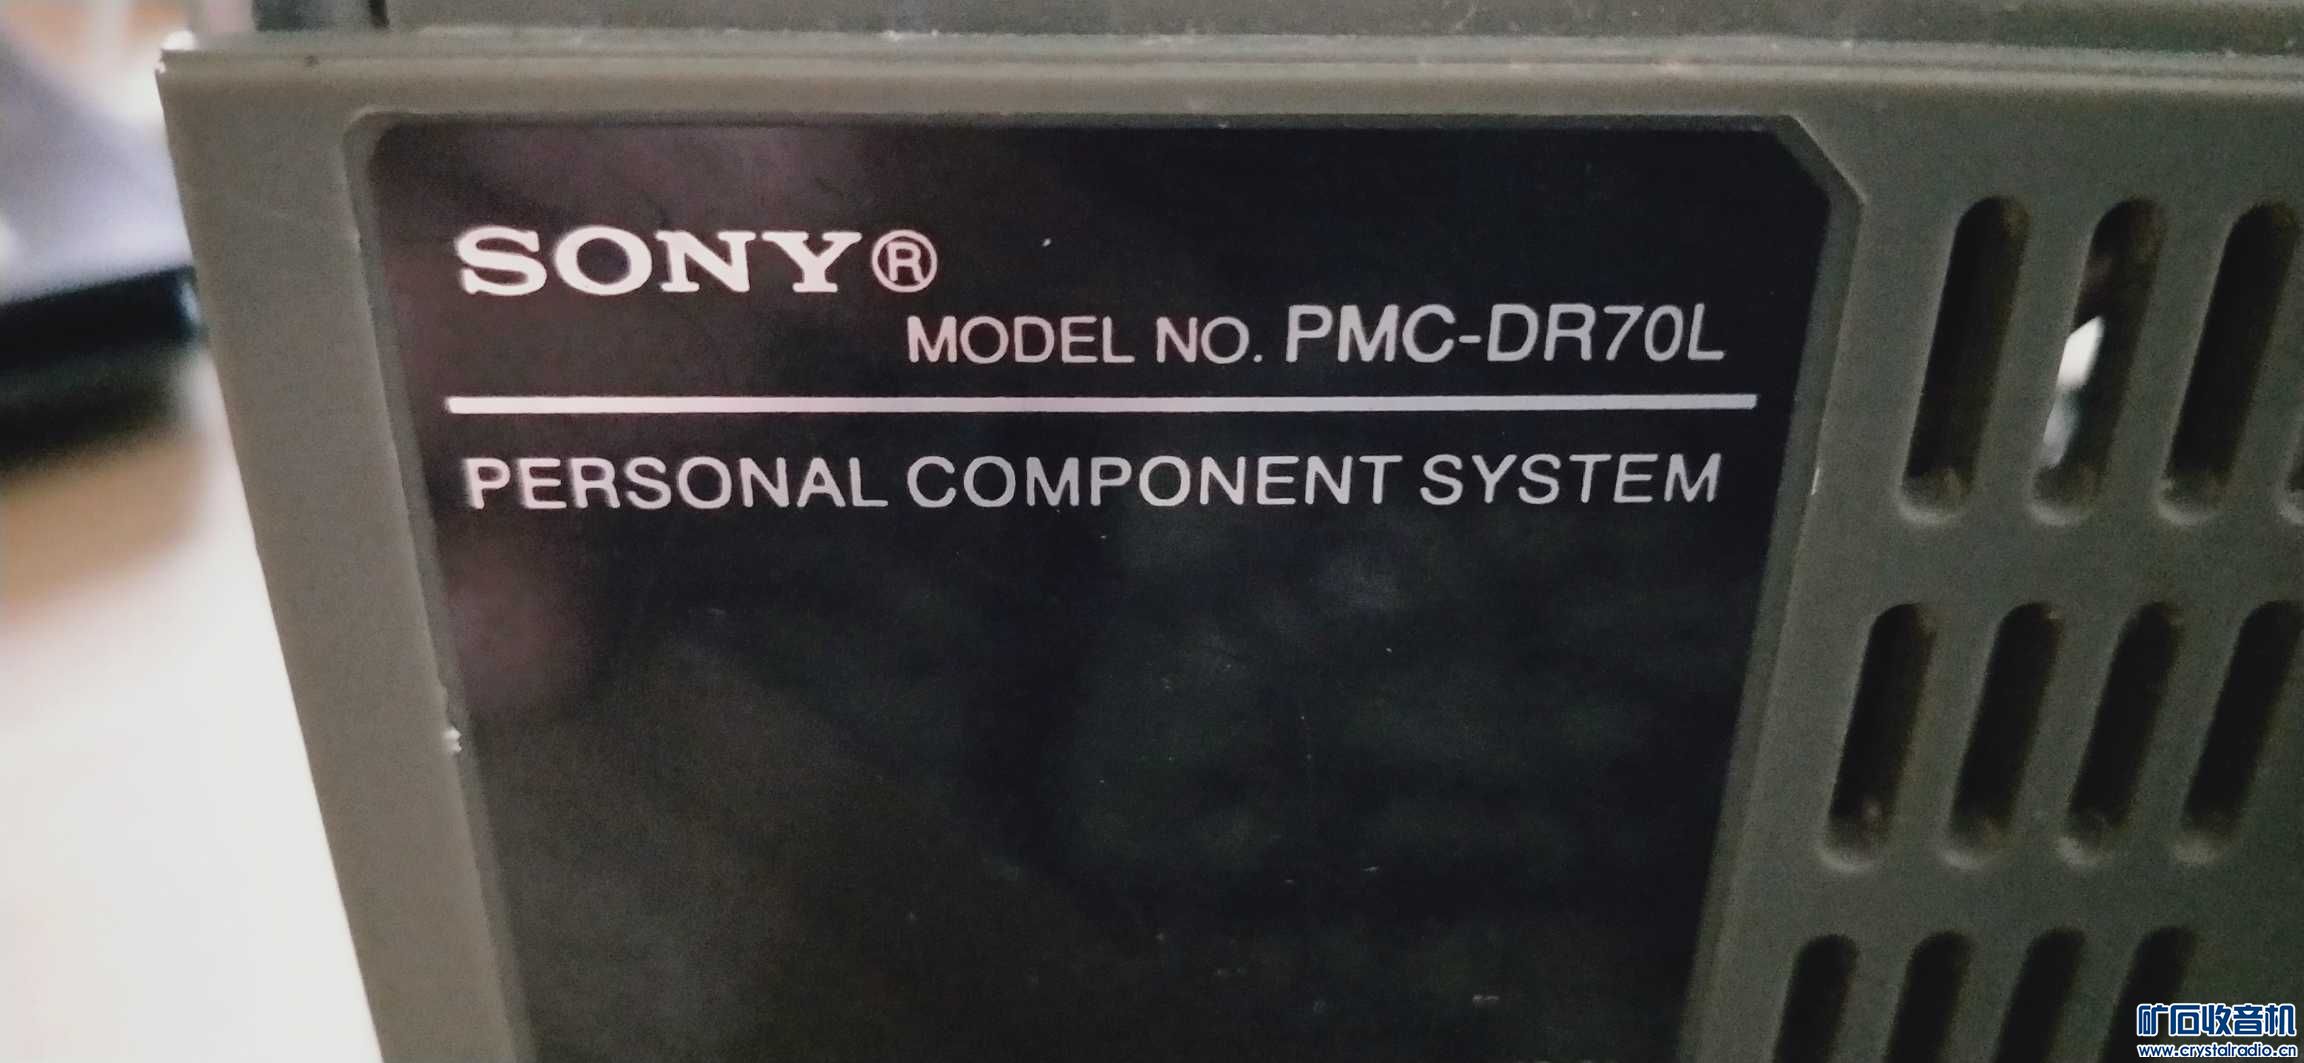 SONY®
MODEL NO. PMC-DR70L
PERSONAL COMPONENT SYSTEM
矿石收音机
www.crystalradio.cn